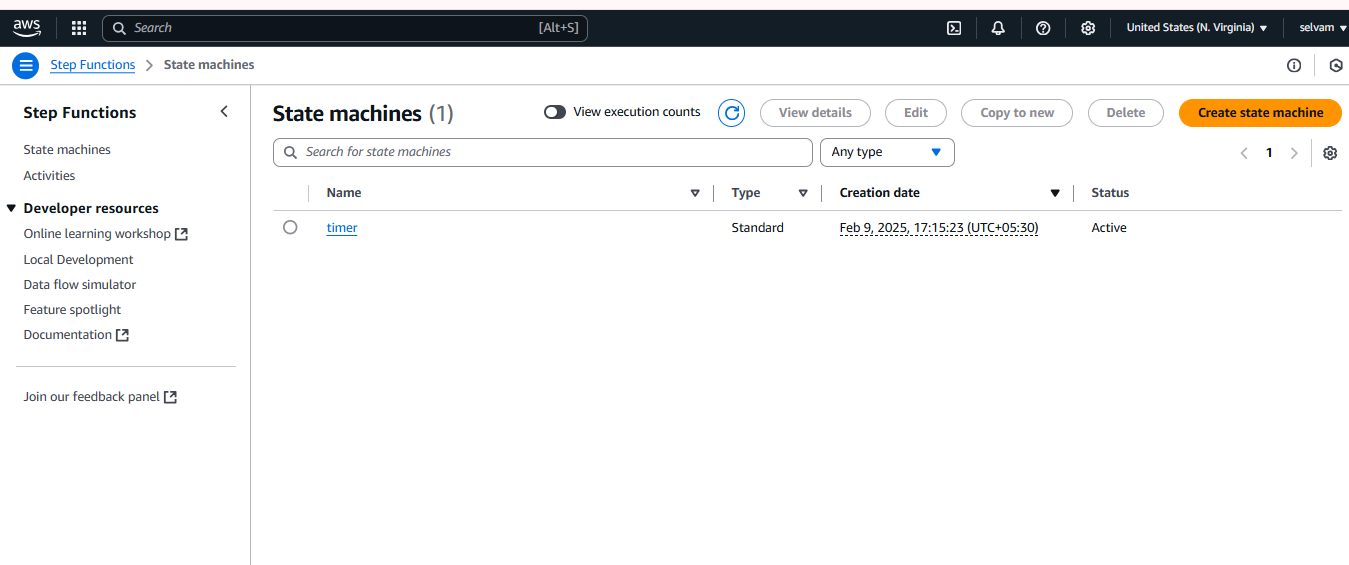 aws Search [Alt+S] United States (N. Virginia) selvam
Step Functions State machines
Step Functions
State machines
Activities
Developer resources
Online learning workshop
Local Development
Data flow simulator
Feature spotlight
Documentation
Join our feedback panel
State machines (1) View execution counts View details Edit Copy to new Delete Create state machine
Search for state machines Any type 1
Name Type Creation date Status
timer Standard Feb 9, 2025, 17:15:23 (UTC+05:30) Active